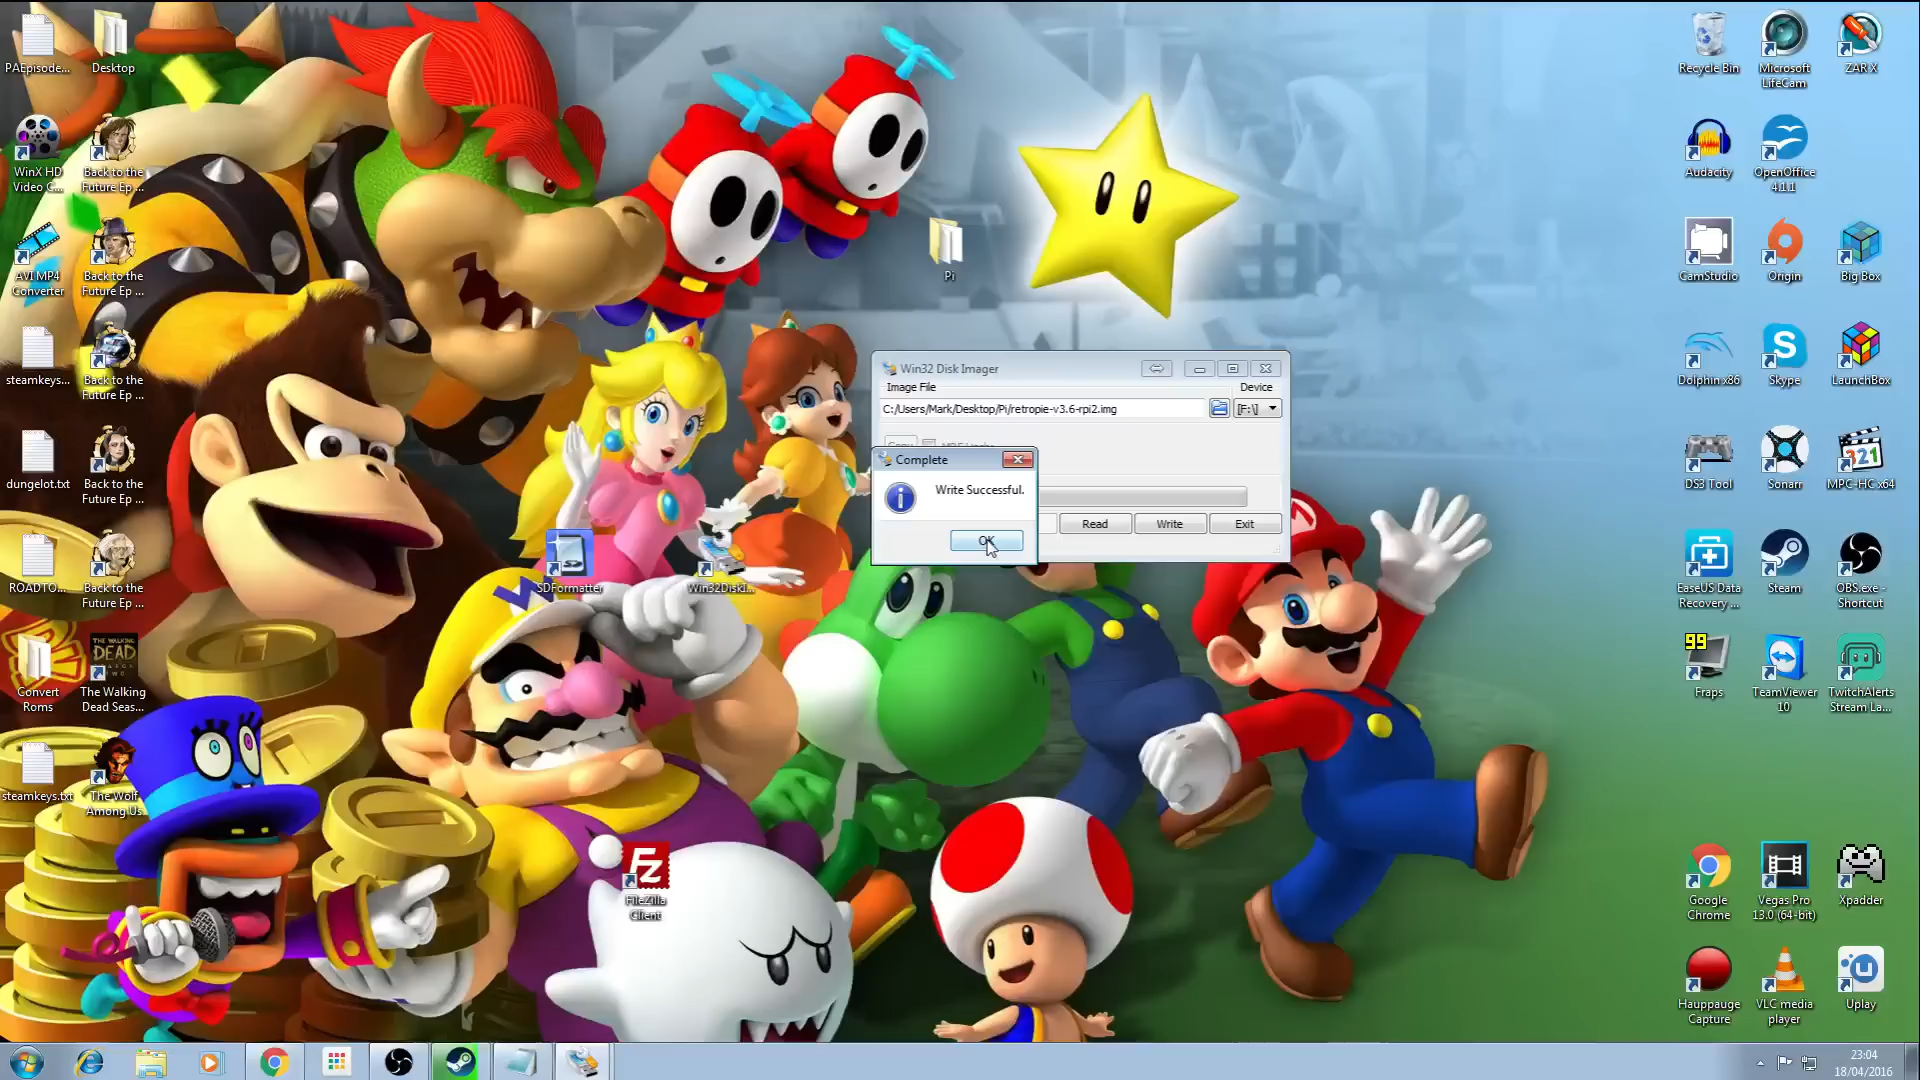 PAEpisode...
Desktop
WinX HD
Video C...
Back to the
Future Ep ...
AVI MP4
Converter
Back to the
Future Ep ...
steamkeys...
Back to the
Future Ep ...
dungelot.txt
Back to the
Future Ep ...
ROADTO...
Back to the
Future Ep ...
Convert
Roms
THE WALKING
DEAD
The Walking
Dead Seas...
steamkeys.txt
The Wolf
Among Us
Pi
SDFormatter
Win32DiskI...
FileZilla
Client
Win32 Disk Imager
Image File
Device
C:/Users/Mark/Desktop/Pi/retropie-v3.6-rpi2.img
[F:\]
Complete
Write Successful.
OK
Read
Write
Exit
Recycle Bin
Microsoft
LifeCam
ZAR X
Audacity
OpenOffice
4.1.1
CamStudio
Origin
Big Box
Dolphin x86
Skype
LaunchBox
DS3 Tool
Sonarr
321
MPC-HC x64
EaseUS Data
Recovery ...
Steam
OBS.exe -
Shortcut
99
Fraps
TeamViewer
10
TwitchAlerts
Stream La...
Google
Chrome
Vegas Pro
13.0 (64-bit)
Xpadder
Hauppauge
Capture
VLC media
player
Uplay
23:04
18/04/2016